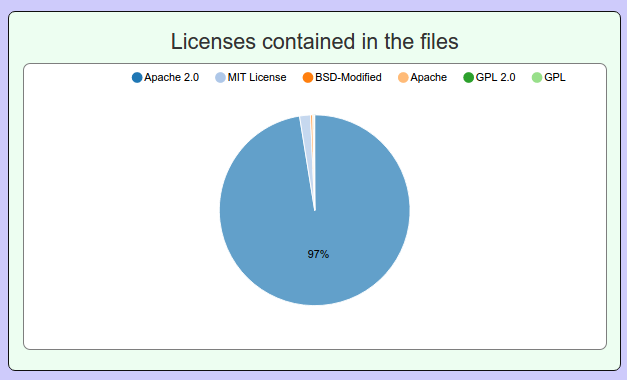 Licenses contained in the files
Apache 2.0 MIT License BSD-Modified Apache GPL 2.0 GPL
97%